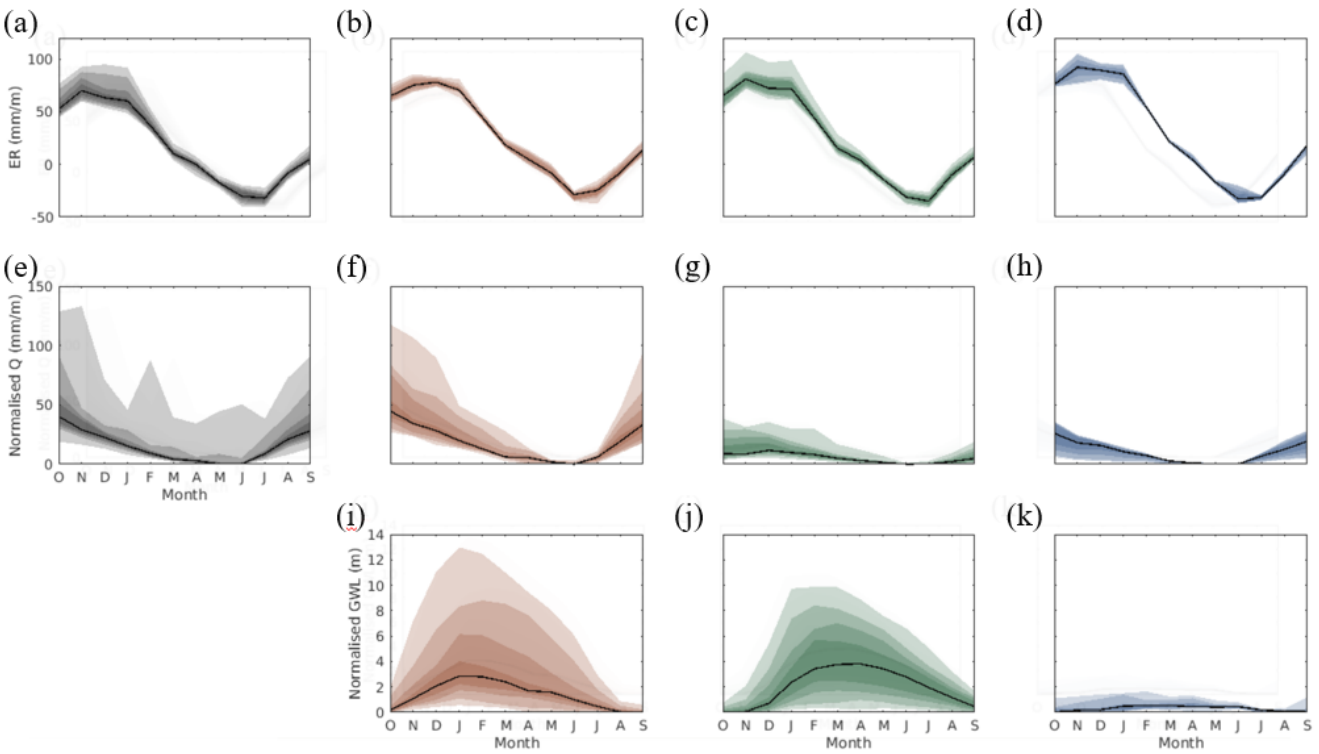 (a) (b) (c) (d)
100
50
0
-50
ER (mm/m)
(e) (f) (g) (h)
150
100
50
0
Normalised Q (mm/m)
O N D J F M A M J J A S
Month
(i) (j) (k)
14
12
10
8
6
4
2
0
Normalised GWL (m)
O N D J F M A M J J A S O N D J F M A M J J A S O N D J F M A M J J A S
Month Month Month